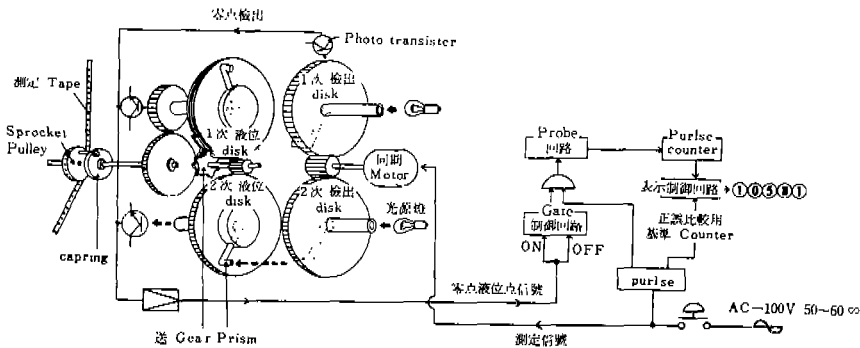 零点檢出
Photo transister
測定 Tape
1次 檢出
disk
Sprocket
Pulley
1次 液位
disk
同期
Motor
2次 液位
disk
2次 檢出
disk
光源燈
capring
Probe
回路
Purlse
counter
表示制御回路
①⓪⑤⑧①
Gate
制御回路
正誤比較用
基準 Counter
ON
OFF
purlse
零点液位点信號
AC-100V 50~60∞
送 Gear Prism
測定信號